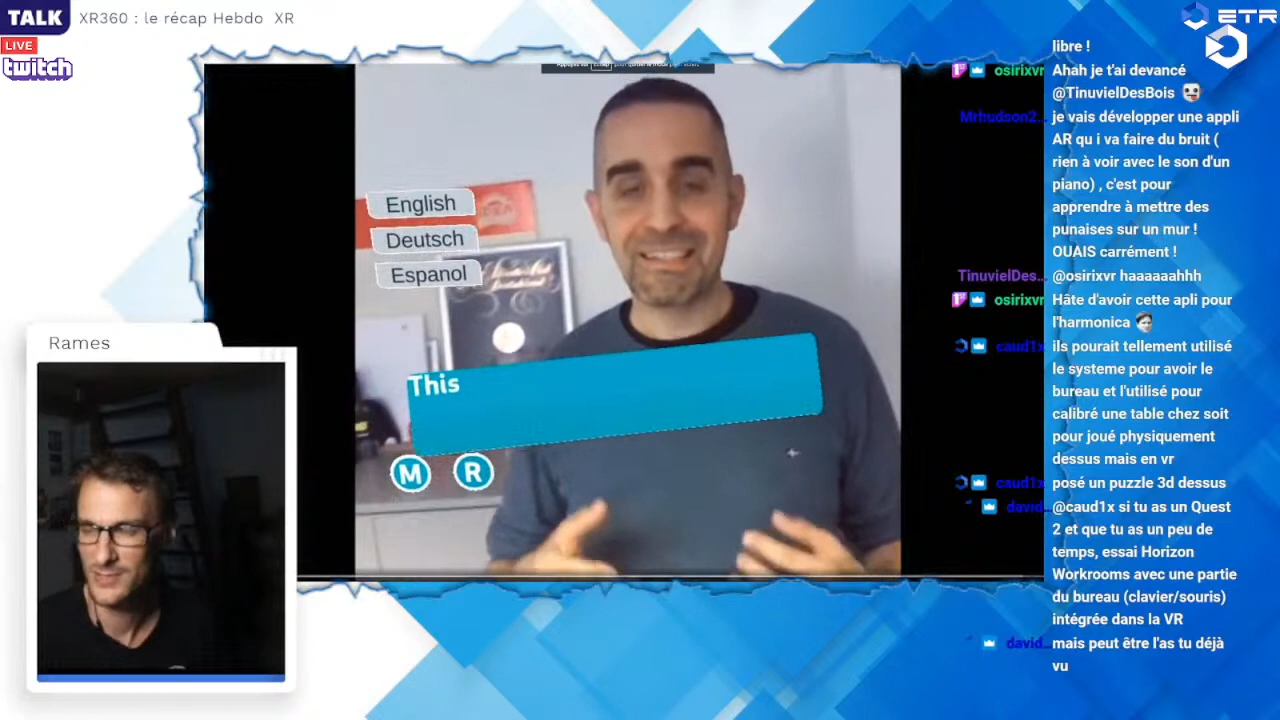 TALK
XR360 : le récap Hebdo XR
LIVE
twitch
ETR
English
Deutsch
Espanol
This
M
R
Rames
libre !
osirixvr
Ahah je t'ai devancé
@TinuvielDesBois
Mrhudson2...
je vais développer une appli
AR qu i va faire du bruit (
rien à voir avec le son d'un
piano) , c'est pour
apprendre à mettre des
punaises sur un mur !
OUAIS carrément !
TinuvielDes...
@osirixvr haaaaaahhh
osirixvr
Hâte d'avoir cette apli pour
l'harmonica
caud1x
ils pourait tellement utilisé
le systeme pour avoir le
bureau et l'utilisé pour
calibré une table chez soit
pour joué physiquement
dessus mais en vr
caud1x
posé un puzzle 3d dessus
david...
@caud1x si tu as un Quest
2 et que tu as un peu de
temps, essai Horizon
Workrooms avec une partie
du bureau (clavier/souris)
intégrée dans la VR
david...
mais peut être l'as tu déjà
vu